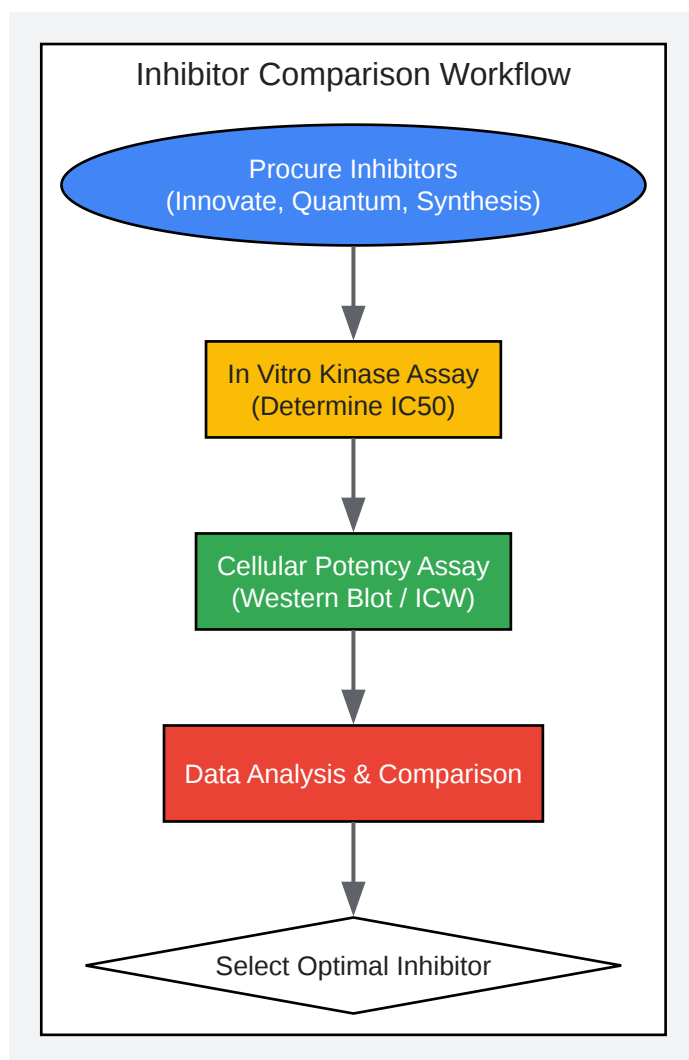 Inhibitor Comparison Workflow
Procure Inhibitors
(Innovate, Quantum, Synthesis)
In Vitro Kinase Assay
(Determine IC50)
Cellular Potency Assay
(Western Blot / ICW)
Data Analysis & Comparison
Select Optimal Inhibitor